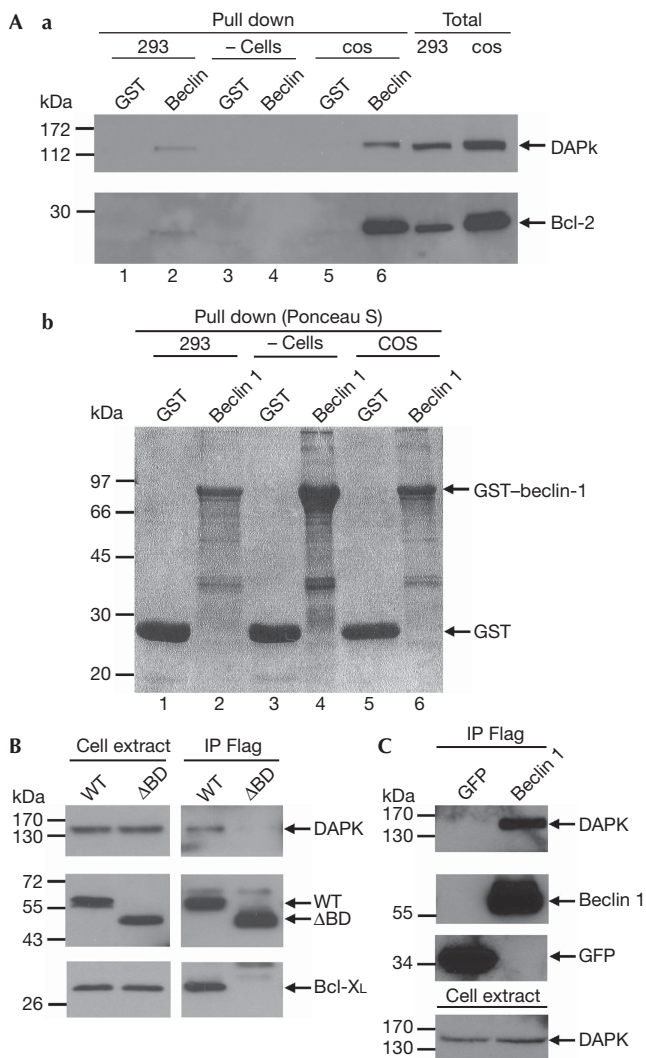 A a
Pull down Total
293 – Cells cos 293 cos
GST Beclin GST Beclin GST Beclin
kDa
172
112
DAPk
30
Bcl-2
1 2 3 4 5 6
b
Pull down (Ponceau S)
293 – Cells COS
GST Beclin 1 GST Beclin 1 GST Beclin 1
kDa
97
GST–beclin-1
66
45
30
GST
20
1 2 3 4 5 6
B
Cell extract IP Flag
WT ΔBD WT ΔBD
kDa
170
130
DAPK
72
55
WT
ΔBD
43
Bcl-XL
26
C
IP Flag
GFP Beclin 1
kDa
170
130
DAPK
Beclin 1
55
34
GFP
Cell extract
170
130
DAPK